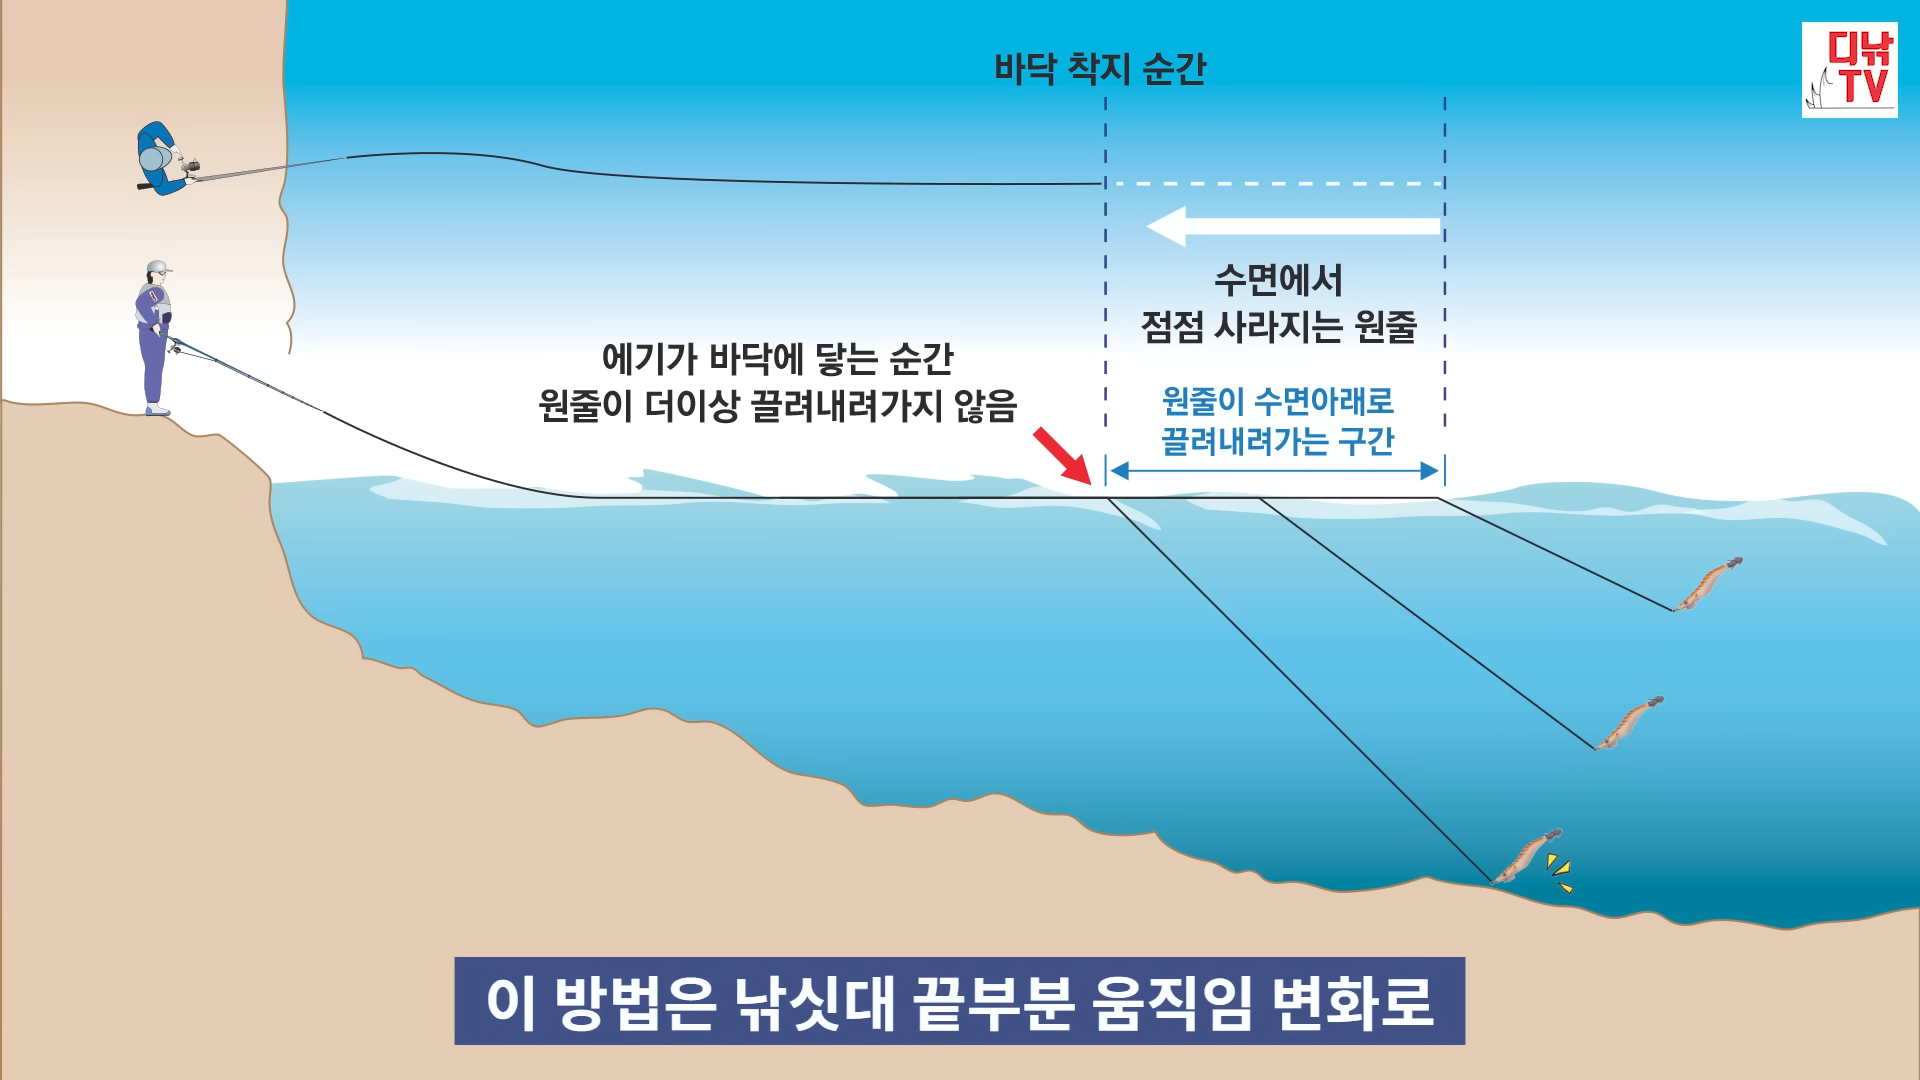 바닥 착지 순간
디낚
TV
수면에서
점점 사라지는 원줄
에기가 바닥에 닿는 순간
원줄이 더이상 끌려내려가지 않음
원줄이 수면아래로
끌려내려가는 구간
이 방법은 낚싯대 끝부분 움직임 변화로